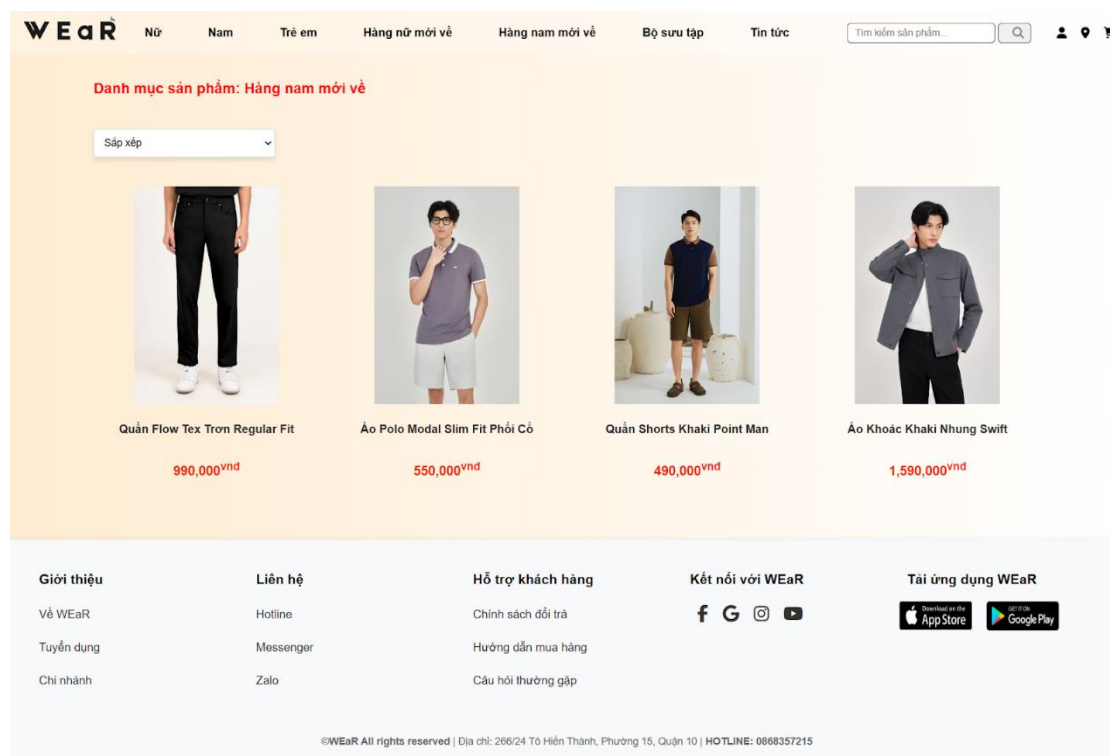 WEaR Nữ Nam Trẻ em Hàng nữ mới về Hàng nam mới về Bộ sưu tập Tin tức Tìm kiếm sản phẩm...
Danh mục sản phẩm: Hàng nam mới về
Sắp xếp
Quần Flow Tex Trơn Regular Fit Áo Polo Modal Slim Fit Phối Cổ Quần Shorts Khaki Point Man Áo Khoác Khaki Nhung Swift
990,000vnd 550,000vnd 490,000vnd 1,590,000vnd
Giới thiệu Liên hệ Hỗ trợ khách hàng Kết nối với WEaR Tải ứng dụng WEaR
Về WEaR Hotline Chính sách đổi trả Download on the App Store GET IT ON Google Play
Tuyển dụng Messenger Hướng dẫn mua hàng
Chi nhánh Zalo Câu hỏi thường gặp
©WEaR All rights reserved | Địa chỉ: 266/24 Tô Hiến Thành, Phường 15, Quận 10 | HOTLINE: 0868357215